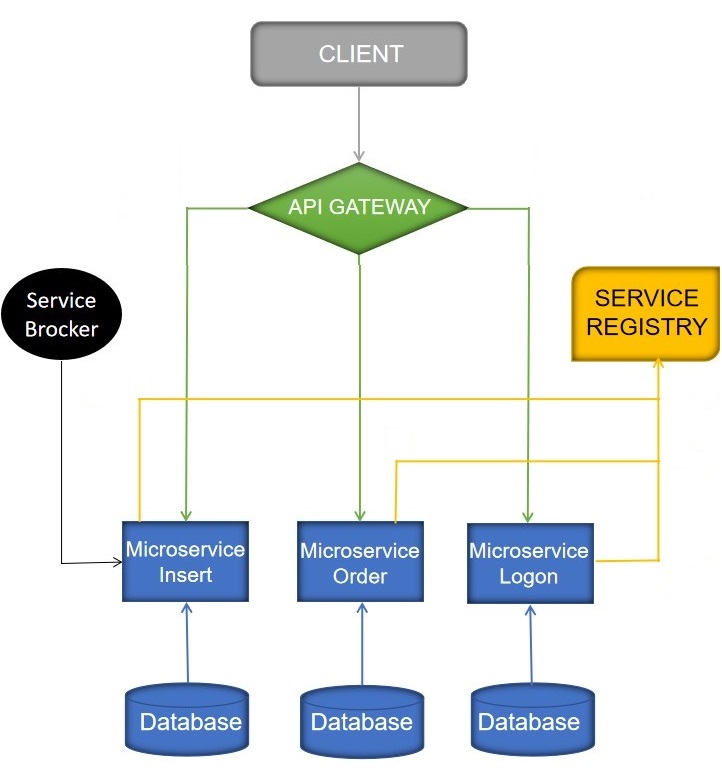 CLIENT
API GATEWAY
Service
Brocker
SERVICE
REGISTRY
Microservice
Insert
Microservice
Order
Microservice
Logon
Database
Database
Database